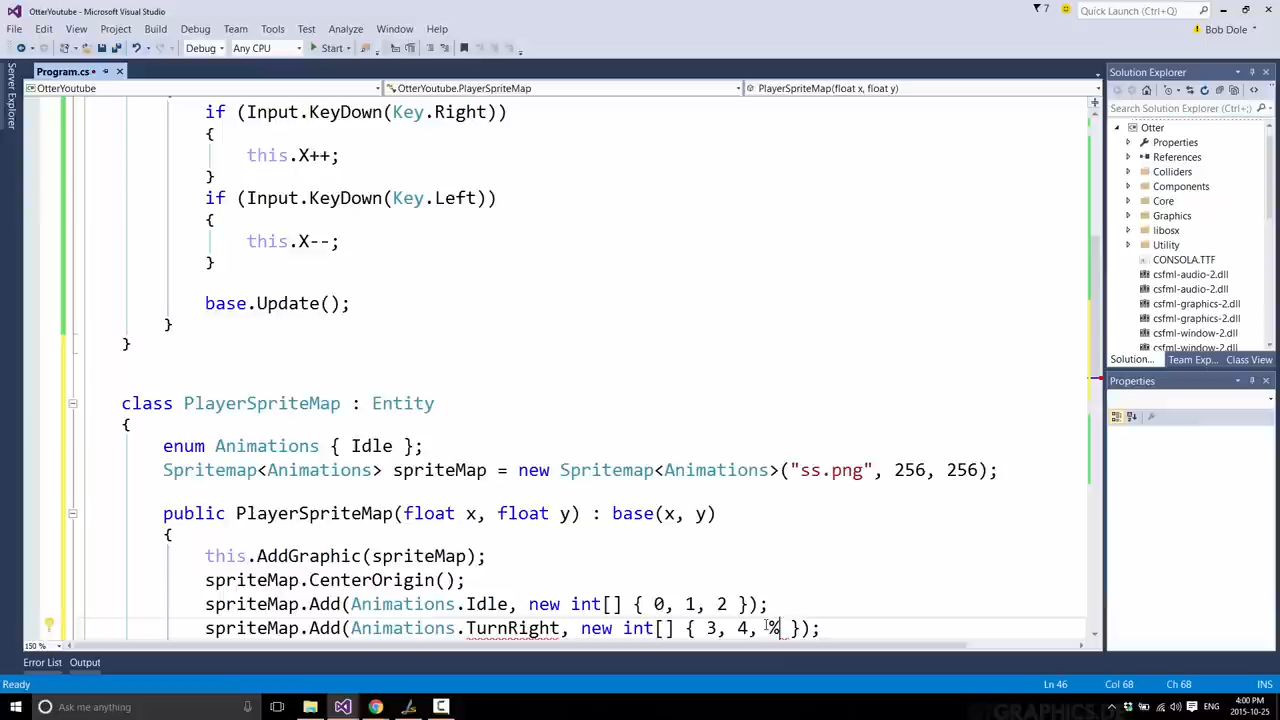 OtterYoutube - Microsoft Visual Studio
7
Quick Launch (Ctrl+Q)
File Edit View Project Build Debug Team Tools Test Analyze Window Help
Bob Dole
Debug Any CPU Start
Server Explorer
Program.cs
Solution Explorer
OtterYoutube OtterYoutube.PlayerSpriteMap PlayerSpriteMap(float x, float y)
Search Solution Explorer (Ctrl+;)
Otter
Properties
References
Colliders
Components
Core
Graphics
libosx
Utility
CONSOLA.TTF
csfml-audio-2.dll
csfml-audio-2.dll
csfml-graphics-2.dll
csfml-graphics-2.dll
csfml-window-2.dll
csfml-window-2.dll
Solution... Team Exp... Class View
Properties
if (Input.KeyDown(Key.Right))
{
this.X++;
}
if (Input.KeyDown(Key.Left))
{
this.X--;
}
base.Update();
}
}
class PlayerSpriteMap : Entity
{
enum Animations { Idle };
Spritemap<Animations> spriteMap = new Spritemap<Animations>("ss.png", 256, 256);
public PlayerSpriteMap(float x, float y) : base(x, y)
{
this.AddGraphic(spriteMap);
spriteMap.CenterOrigin();
spriteMap.Add(Animations.Idle, new int[] { 0, 1, 2 });
spriteMap.Add(Animations.TurnRight, new int[] { 3, 4, % });
150 %
Error List Output
Ready Ln 46 Col 68 Ch 68 INS
Ask me anything
ENG
4:00 PM
2015-10-25